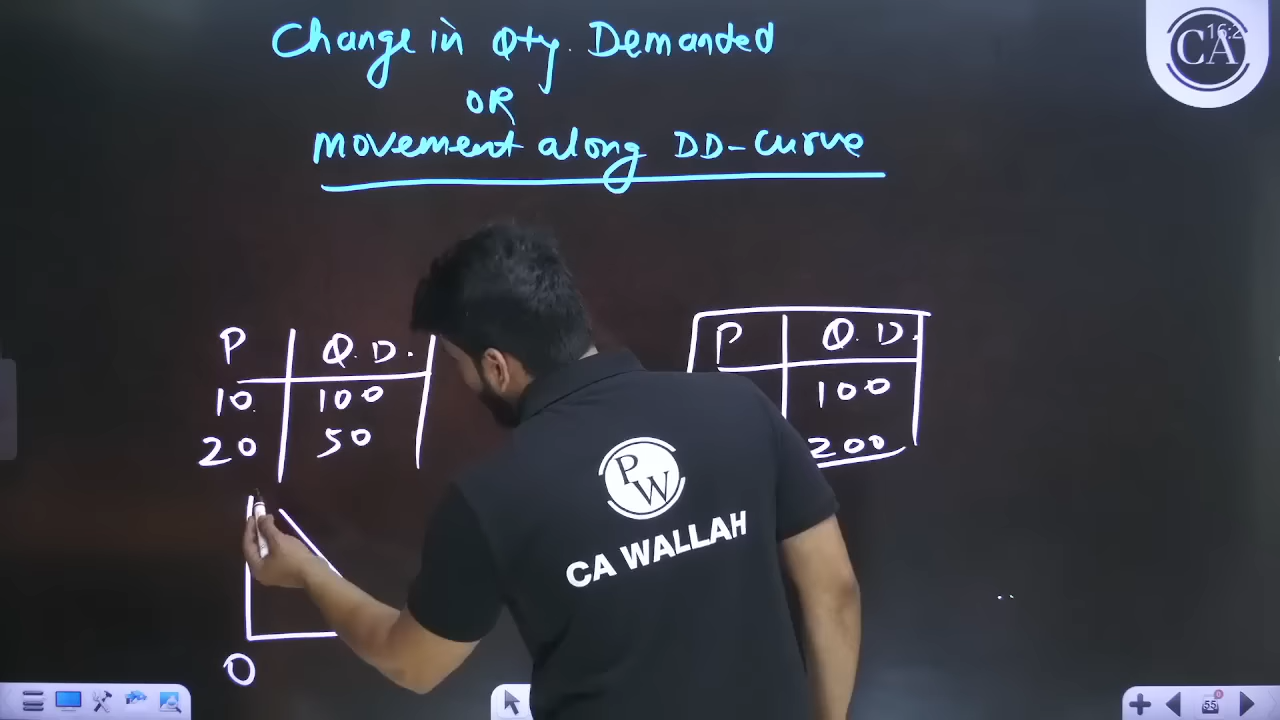 Change in Qty. Demanded
OR
Movement along DD-Curve
P Q.D.
10 100
20 50
P Q.D.
100
200
O
PW
CA WALLAH
CA
55